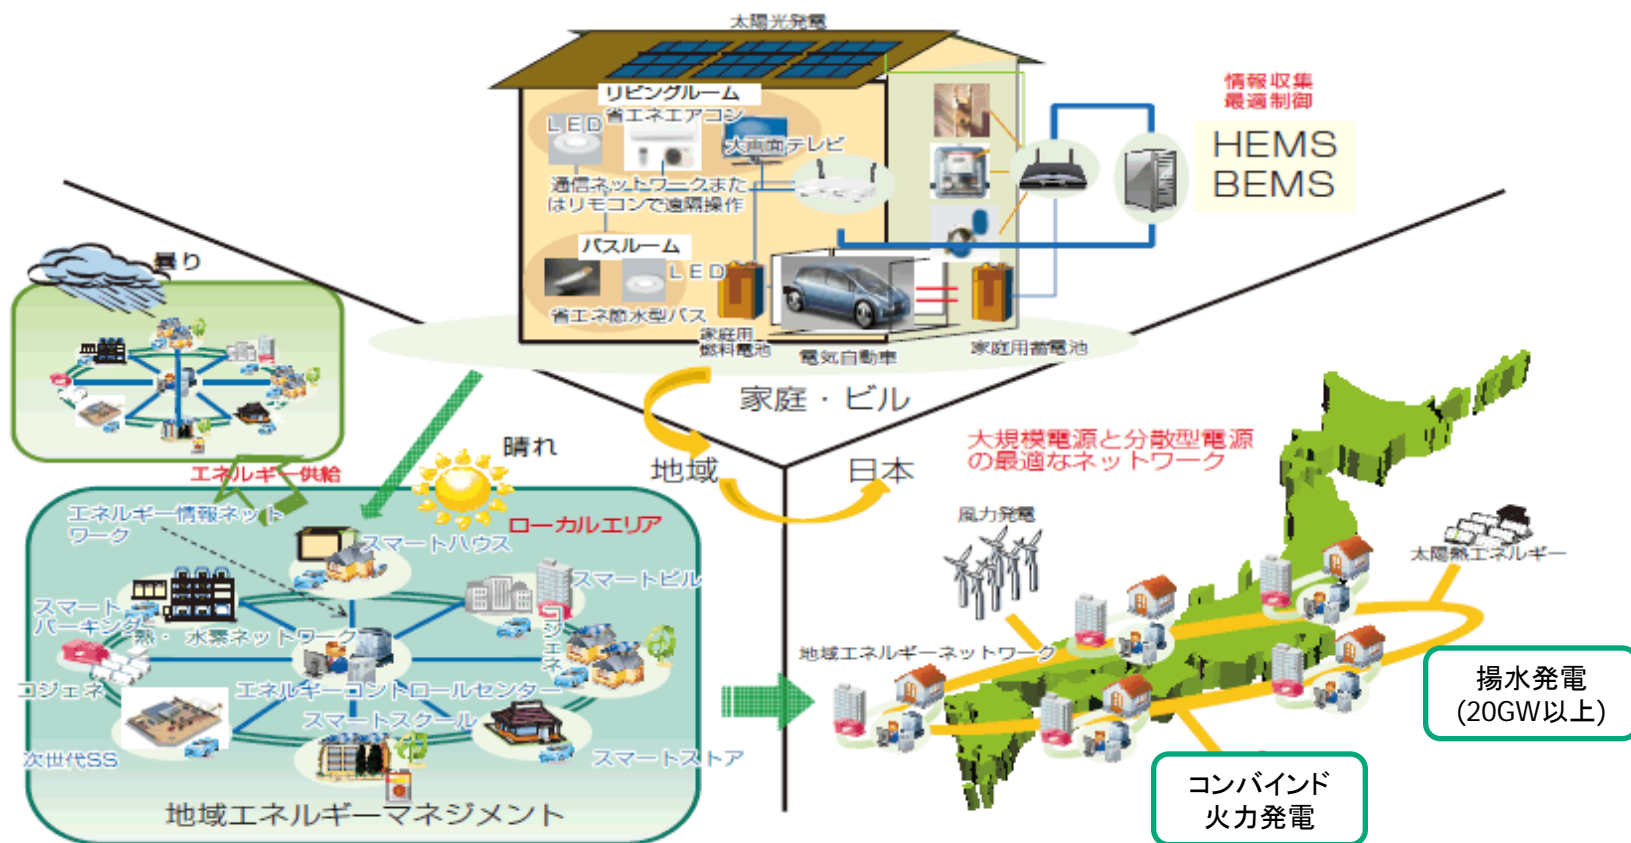 太陽光発電
リビングルーム
省エネエアコン
ＬＥＤ
大画面テレビ
通信ネットワークまた
はリモコンで遠隔操作
バスルーム
ＬＥＤ
省エネ節水型バス
家庭用
燃料電池
電気自動車
家庭用蓄電池
情報収集
最適制御
HEMS
BEMS
家庭・ビル
地域
日本
曇り
エネルギー供給
晴れ
エネルギー情報ネット
ワーク
ローカルエリア
スマートハウス
スマートビル
スマート
パーキング
熱・水素ネットワーク
コジェネ
コジェネ
エネルギーコントロールセンター
スマートスクール
次世代SS
スマートストア
地域エネルギーマネジメント
大規模電源と分散型電源
の最適なネットワーク
風力発電
太陽熱エネルギー
地域エネルギーネットワーク
揚水発電
(20GW以上)
コンバインド
火力発電